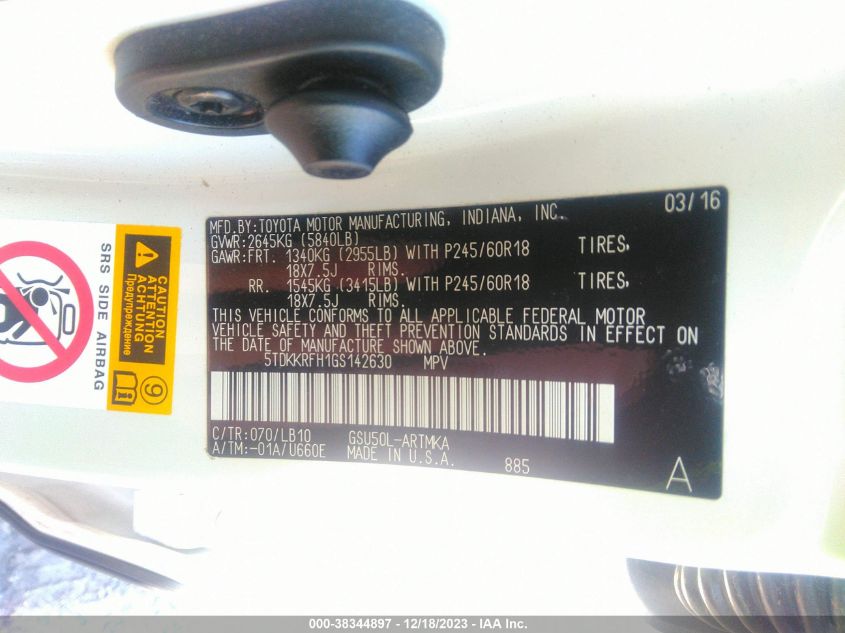 03/16
MFD.BY:TOYOTA MOTOR MANUFACTURING, INDIANA, INC.
GVWR:2645KG (5840LB)
GAWR:FRT. 1340KG (2955LB) WITH P245/60R18 TIRES,
18X7.5J RIMS.
RR. 1545KG (3415LB) WITH P245/60R18 TIRES,
18X7.5J RIMS.
THIS VEHICLE CONFORMS TO ALL APPLICABLE FEDERAL MOTOR
VEHICLE SAFETY AND THEFT PREVENTION STANDARDS IN EFFECT ON
THE DATE OF MANUFACTURE SHOWN ABOVE.
5TDKKRFH1GS142630 MPV
C/TR:070/LB10 GSU50L-ARTMKA
A/TM:-01A/U660E MADE IN U.S.A. 885
A
SRS SIDE AIRBAG
CAUTION
ATTENTION
ACHTUNG
Предупреждение
9
000-38344897 - 12/18/2023 - IAA Inc.